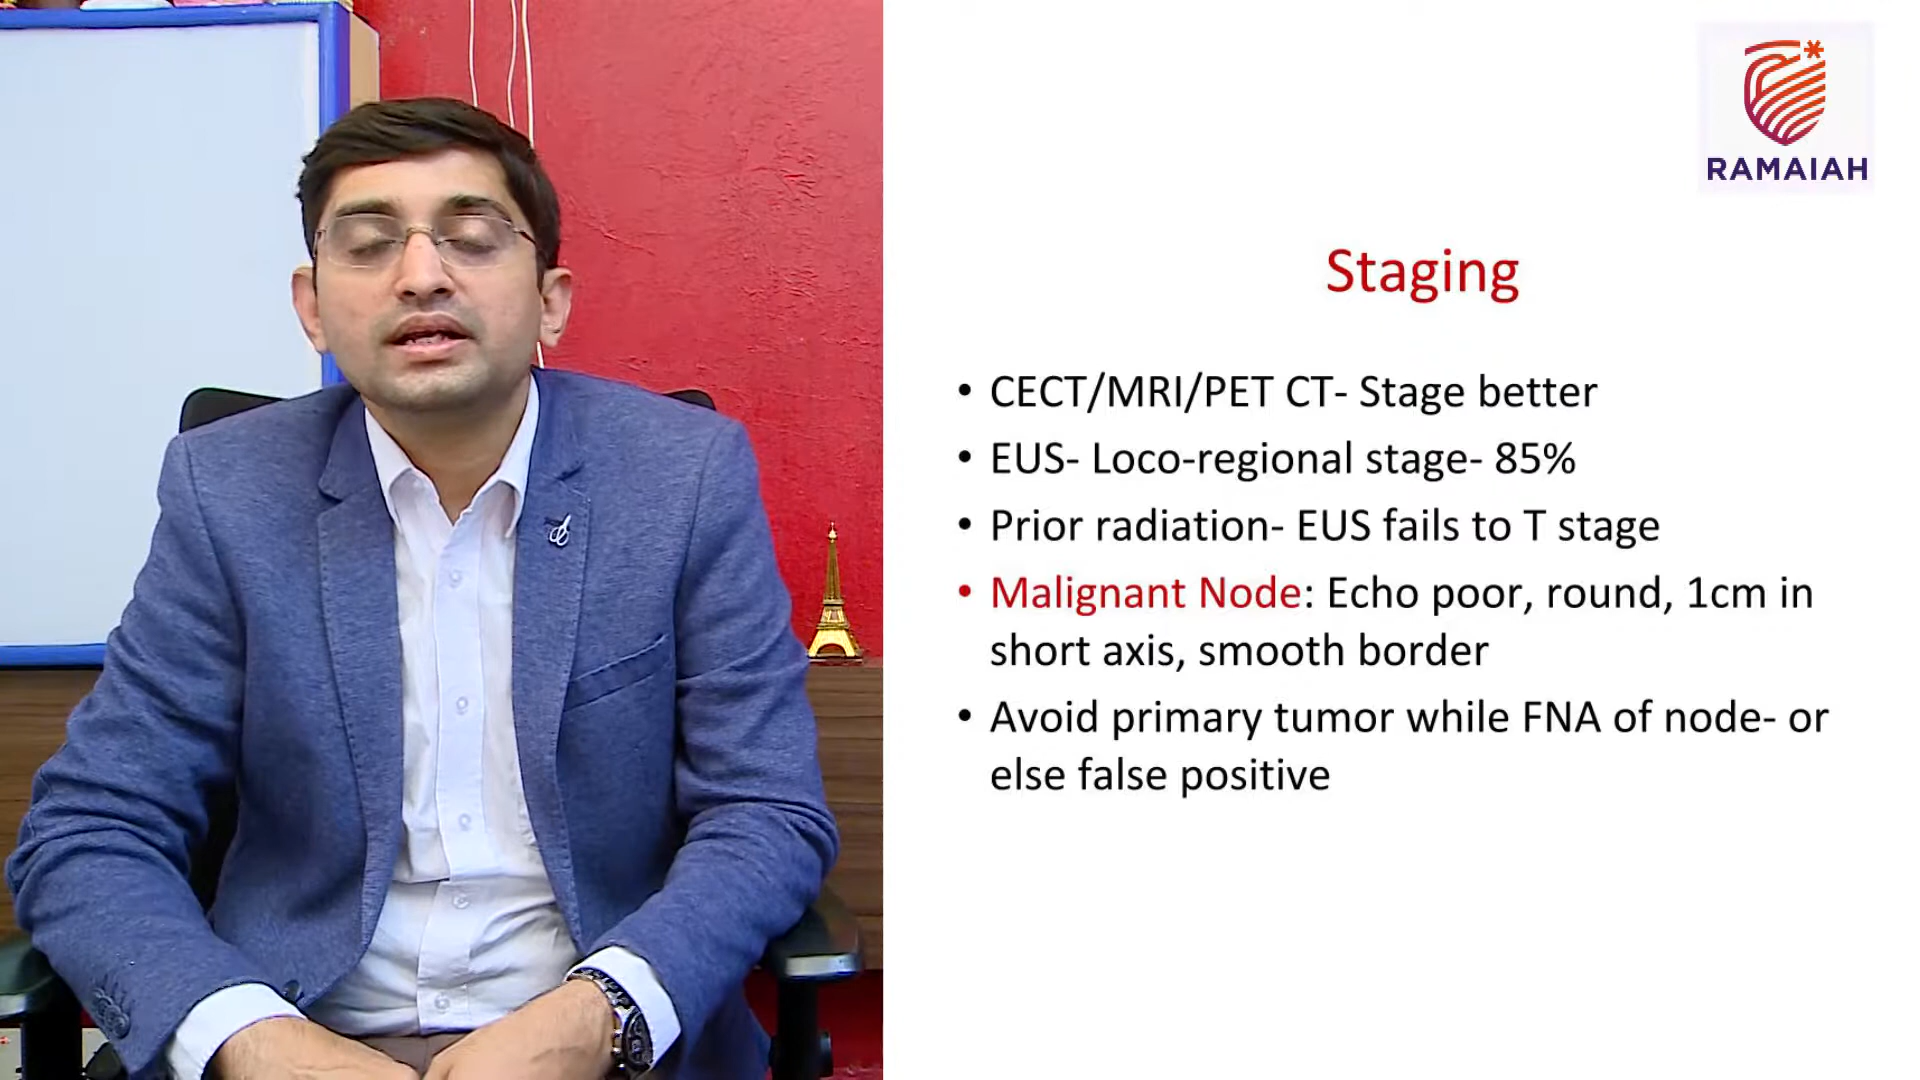 RAMAIAH
Staging
• CECT/MRI/PET CT- Stage better
• EUS- Loco-regional stage- 85%
• Prior radiation- EUS fails to T stage
• Malignant Node: Echo poor, round, 1cm in
short axis, smooth border
• Avoid primary tumor while FNA of node- or
else false positive